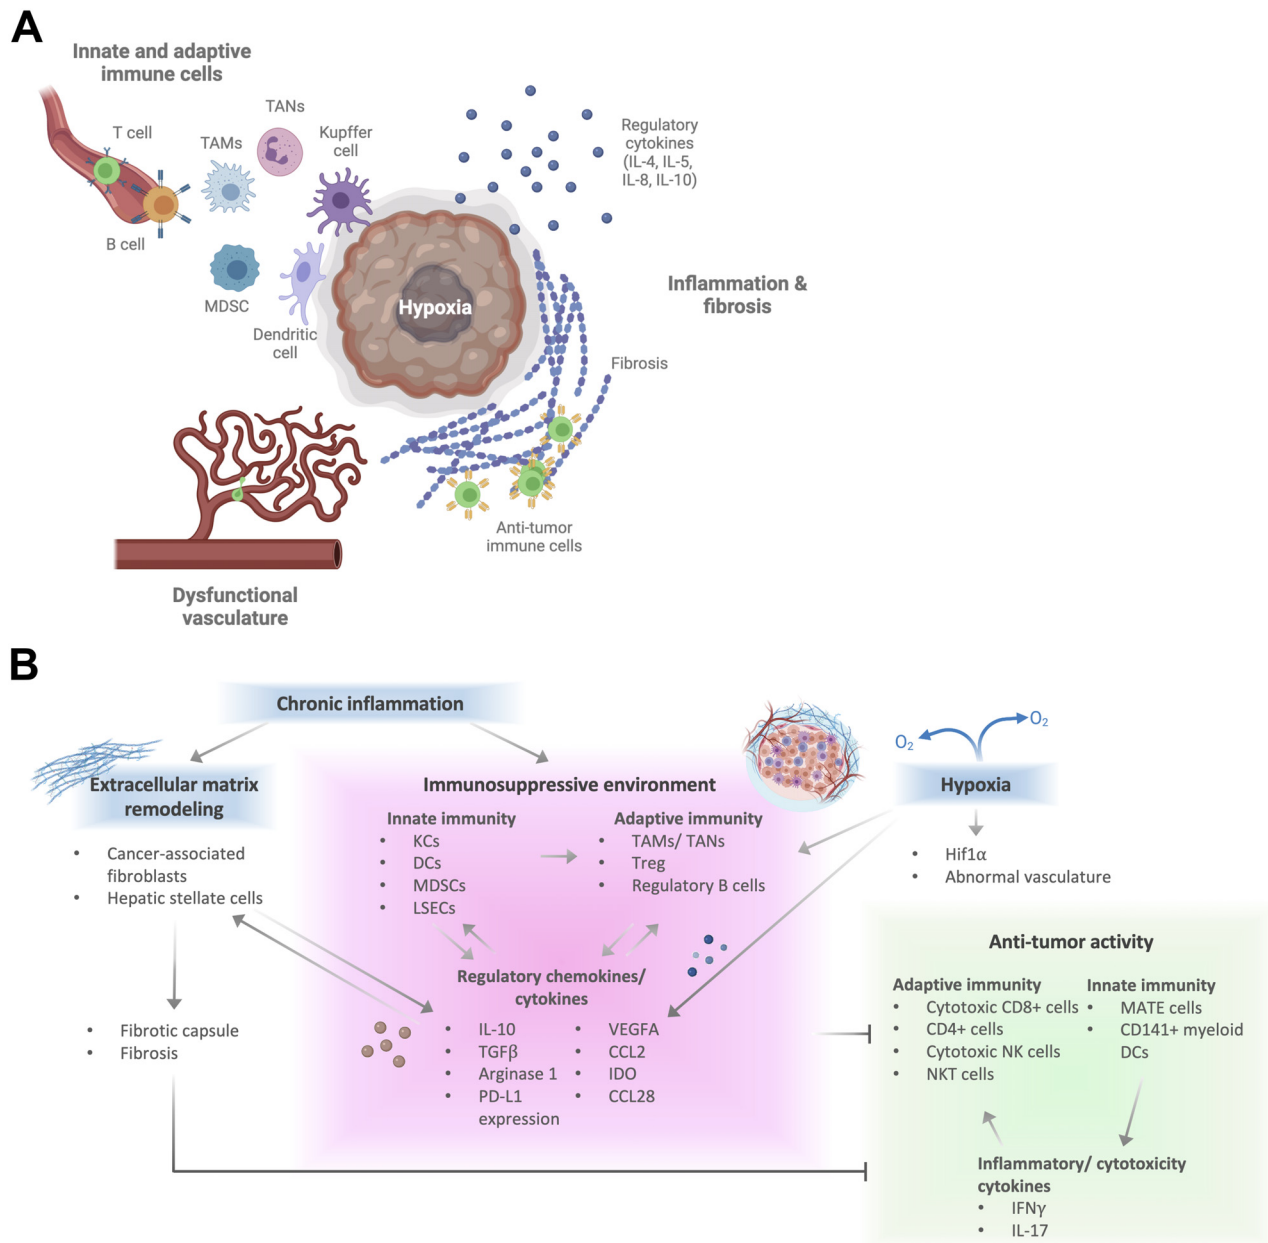 A
Innate and adaptive
immune cells
TANs
T cell
TAMs
Kupffer
cell
B cell
MDSC
Dendritic
cell
Hypoxia
Regulatory
cytokines
(IL-4, IL-5,
IL-8, IL-10)
Inflammation &
fibrosis
Fibrosis
Anti-tumor
immune cells
Dysfunctional
vasculature
B
Chronic inflammation
Extracellular matrix
remodeling
• Cancer-associated
fibroblasts
• Hepatic stellate cells
• Fibrotic capsule
• Fibrosis
Immunosuppressive environment
Innate immunity
• KCs
• DCs
• MDSCs
• LSECs
Adaptive immunity
• TAMs/ TANs
• Treg
• Regulatory B cells
Regulatory chemokines/
cytokines
• IL-10
• TGFβ
• Arginase 1
• PD-L1
expression
• VEGFA
• CCL2
• IDO
• CCL28
O₂
O₂
Hypoxia
• Hif1α
• Abnormal vasculature
Anti-tumor activity
Adaptive immunity
• Cytotoxic CD8+ cells
• CD4+ cells
• Cytotoxic NK cells
• NKT cells
Innate immunity
• MATE cells
• CD141+ myeloid
DCs
Inflammatory/ cytotoxicity
cytokines
• IFNγ
• IL-17